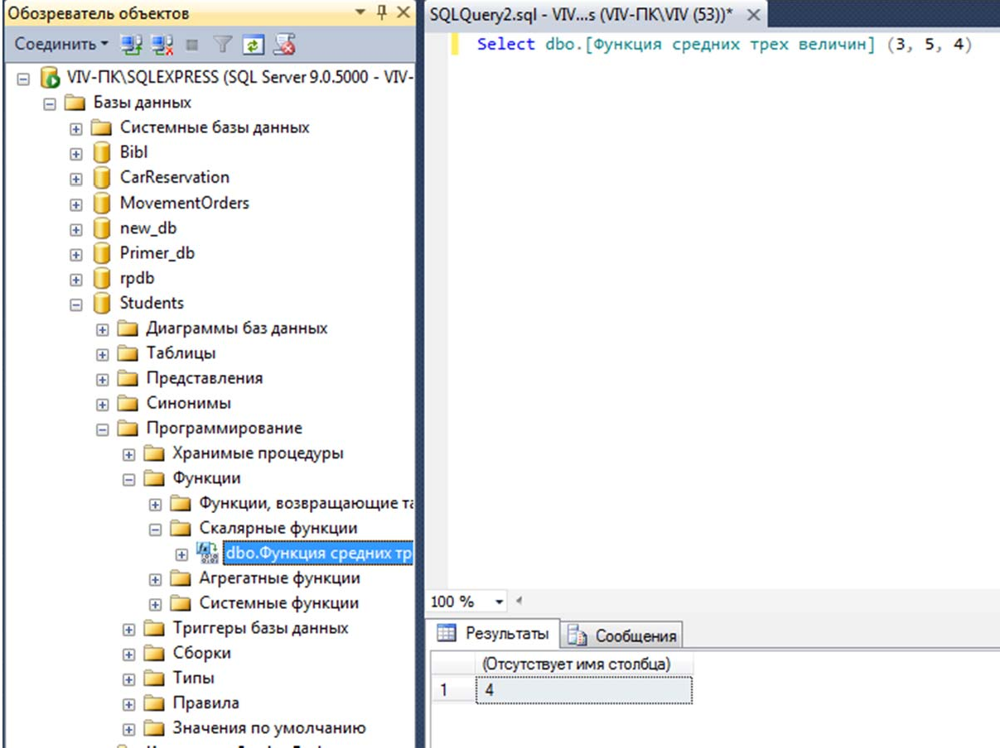 Обозреватель объектов
Соединить
VIV-ПК\SQLEXPRESS (SQL Server 9.0.5000 - VIV-
Базы данных
Системные базы данных
Bibl
CarReservation
MovementOrders
new_db
Primer_db
rpdb
Students
Диаграммы баз данных
Таблицы
Представления
Синонимы
Программирование
Хранимые процедуры
Функции
Функции, возвращающие та
Скалярные функции
dbo.Функция средних тр
Агрегатные функции
Системные функции
Триггеры базы данных
Сборки
Типы
Правила
Значения по умолчанию
SQLQuery2.sql - VIV...s (VIV-ПК\VIV (53))*
Select dbo.[Функция средних трех величин] (3, 5, 4)
100 %
Результаты
Сообщения
(Отсутствует имя столбца)
1 4